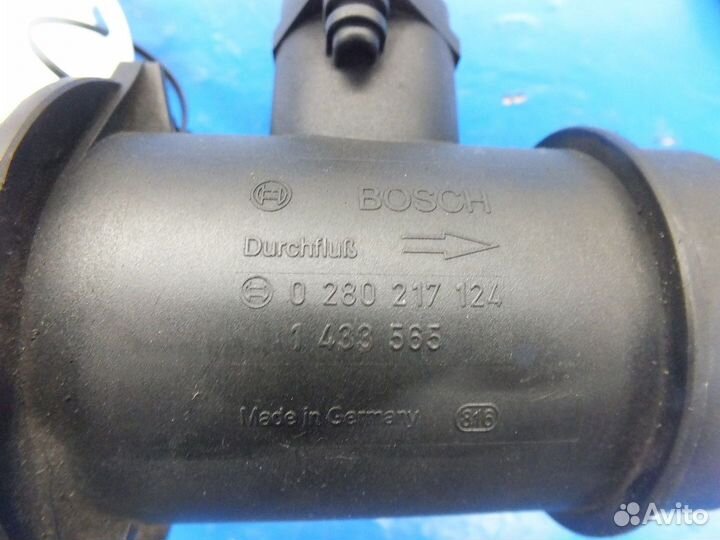 BOSCH
Durchfluß
0 280 217 124
1 433 565
Made in Germany 816
Avito